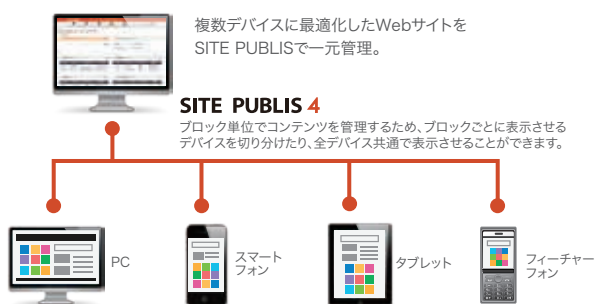 複数デバイスに最適化したWebサイトを
SITE PUBLISで一元管理。
SITE PUBLIS 4
ブロック単位でコンテンツを管理するため、ブロックごとに表示させる
デバイスを切り分けたり、全デバイス共通で表示させることができます。
PC
スマート
フォン
タブレット
フィーチャー
フォン